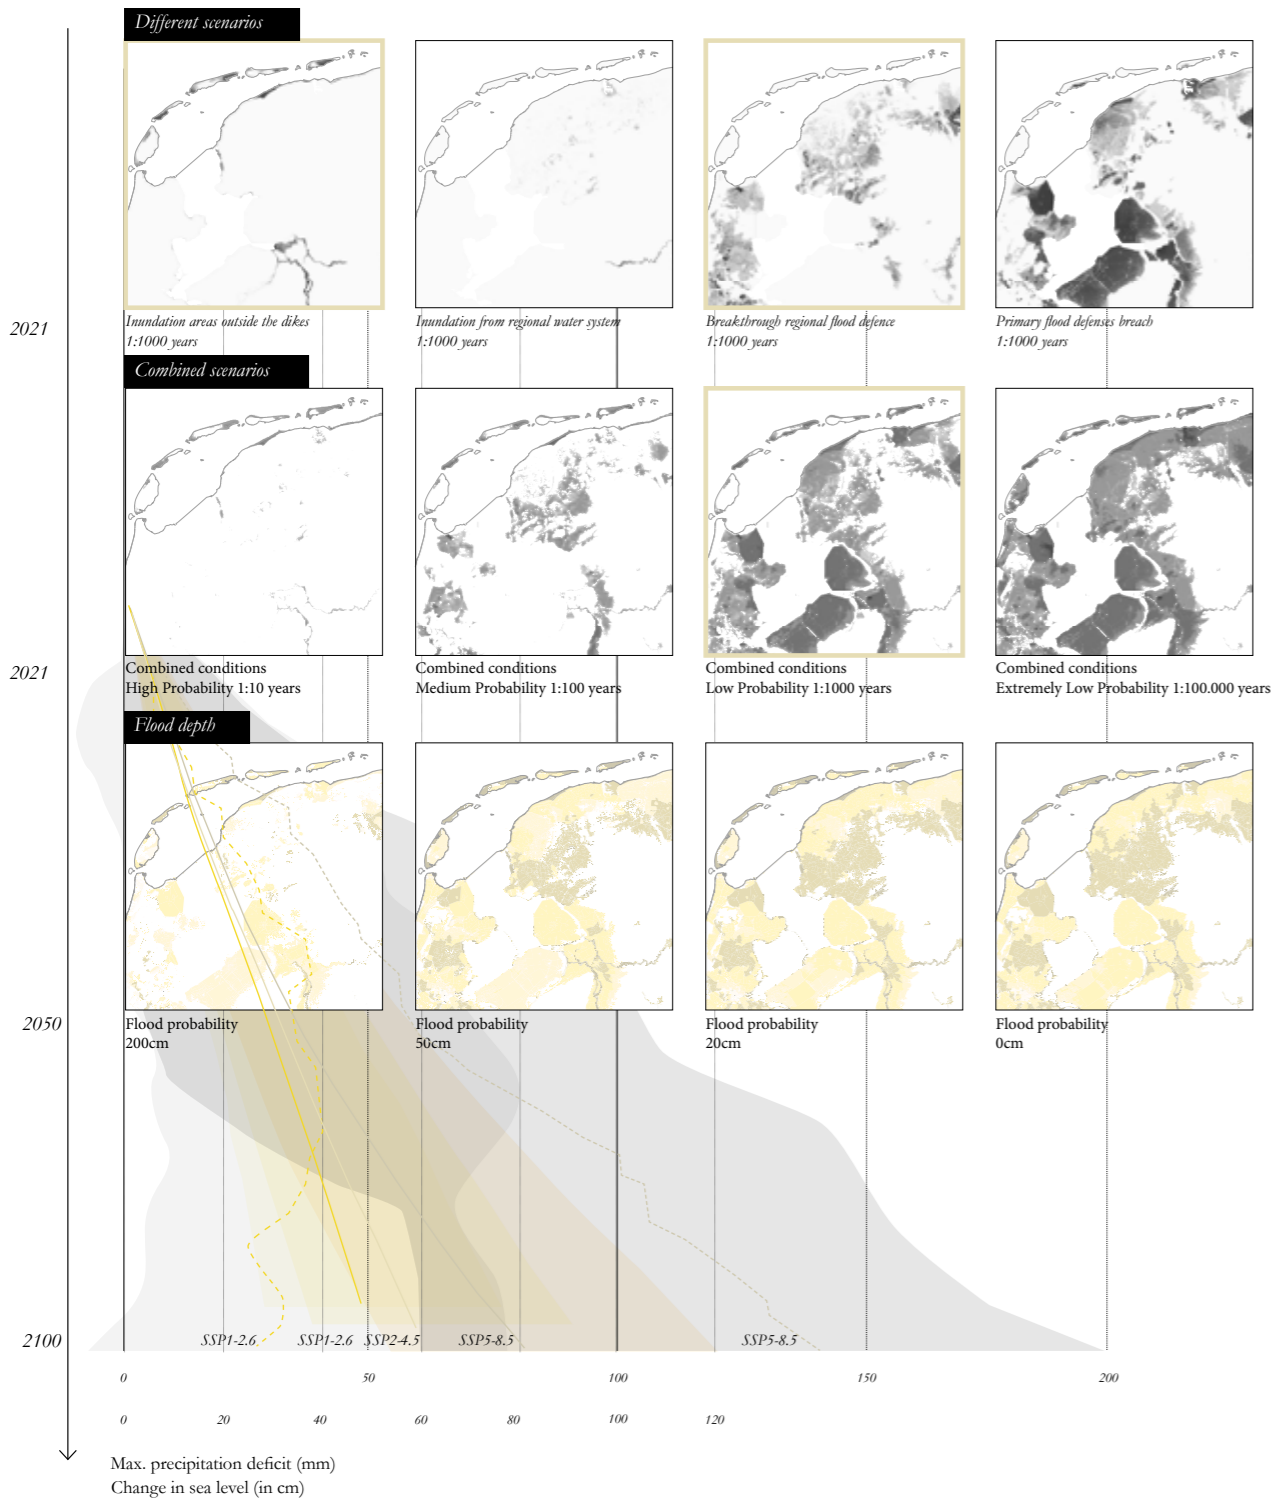 Different scenarios
2021
Inundation areas outside the dikes
1:1000 years
Inundation from regional water system
1:1000 years
Breakthrough regional flood defence
1:1000 years
Primary flood defenses breach
1:1000 years
Combined scenarios
2021
Combined conditions
High Probability 1:10 years
Combined conditions
Medium Probability 1:100 years
Combined conditions
Low Probability 1:1000 years
Combined conditions
Extremely Low Probability 1:100.000 years
Flood depth
2050
Flood probability
200cm
Flood probability
50cm
Flood probability
20cm
Flood probability
0cm
2100
SSP1-2.6
SSP1-2.6
SSP2-4.5
SSP5-8.5
SSP5-8.5
0 50 100 150 200
0 20 40 60 80 100 120
Max. precipitation deficit (mm)
Change in sea level (in cm)